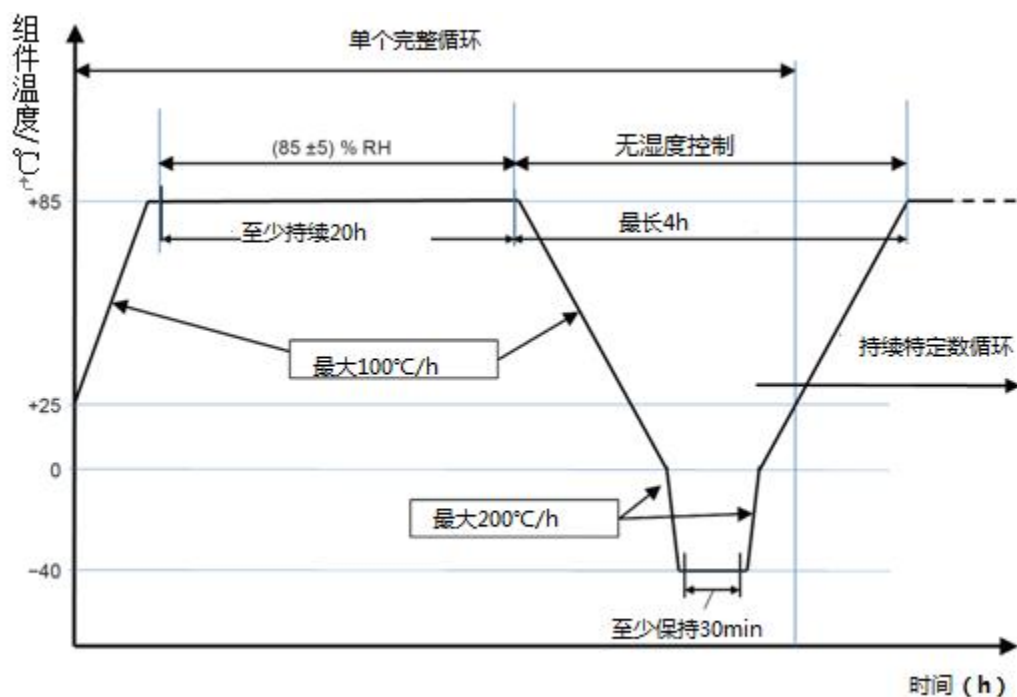 组件温度/℃
单个完整循环
(85 ±5) % RH
无湿度控制
+85
至少持续20h
最长4h
最大100℃/h
持续特定数循环
+25
0
最大200℃/h
−40
至少保持30min
时间（h）